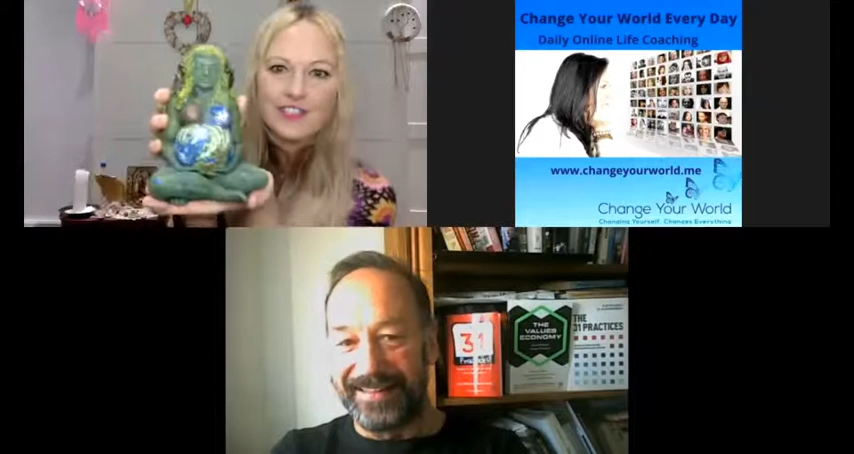 Change Your World Every Day
Daily Online Life Coaching
www.changeyourworld.me
Change Your World
Changing Yourself, Changes Everything
31
THE
VALUES
ECONOMY
THE
31 PRACTICES